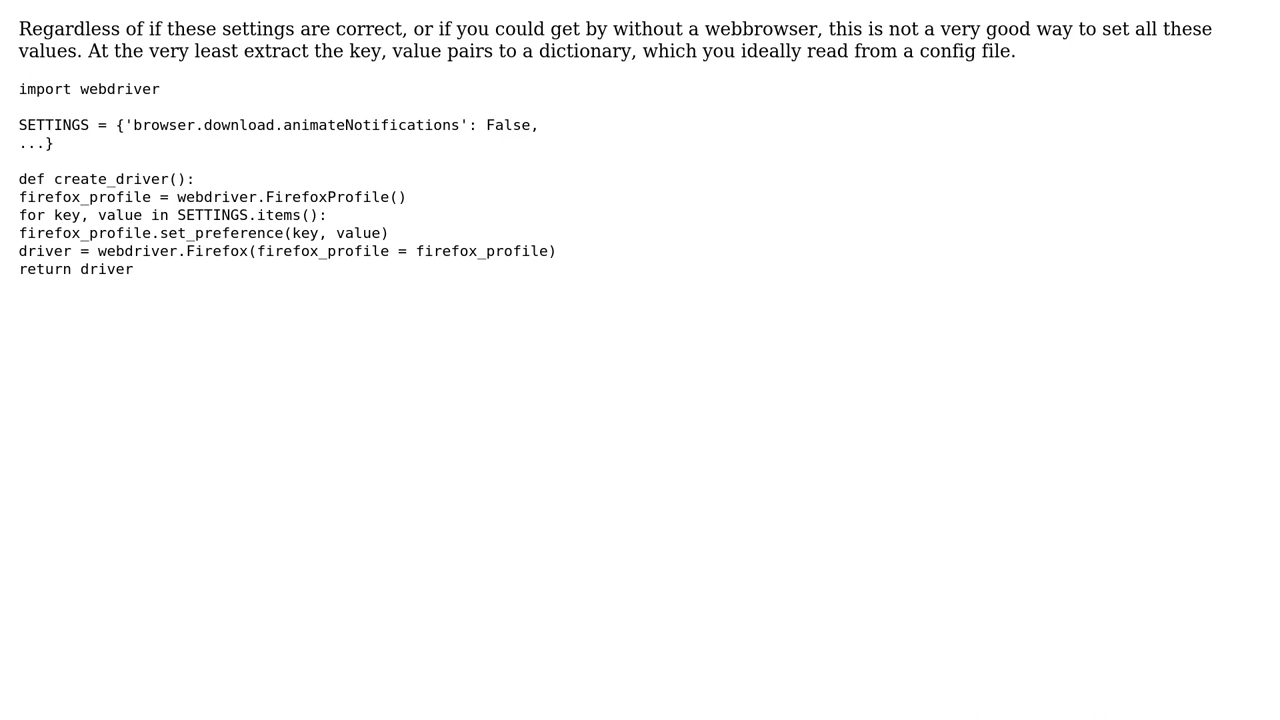 Regardless of if these settings are correct, or if you could get by without a webbrowser, this is not a very good way to set all these
values. At the very least extract the key, value pairs to a dictionary, which you ideally read from a config file.
import webdriver
SETTINGS = {'browser.download.animateNotifications': False,
...}
def create_driver():
firefox_profile = webdriver.FirefoxProfile()
for key, value in SETTINGS.items():
firefox_profile.set_preference(key, value)
driver = webdriver.Firefox(firefox_profile = firefox_profile)
return driver